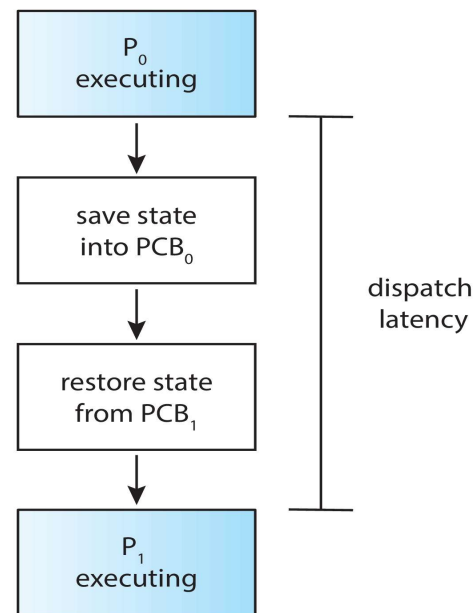 P₀
executing
save state
into PCB₀
dispatch
latency
restore state
from PCB₁
P₁
executing